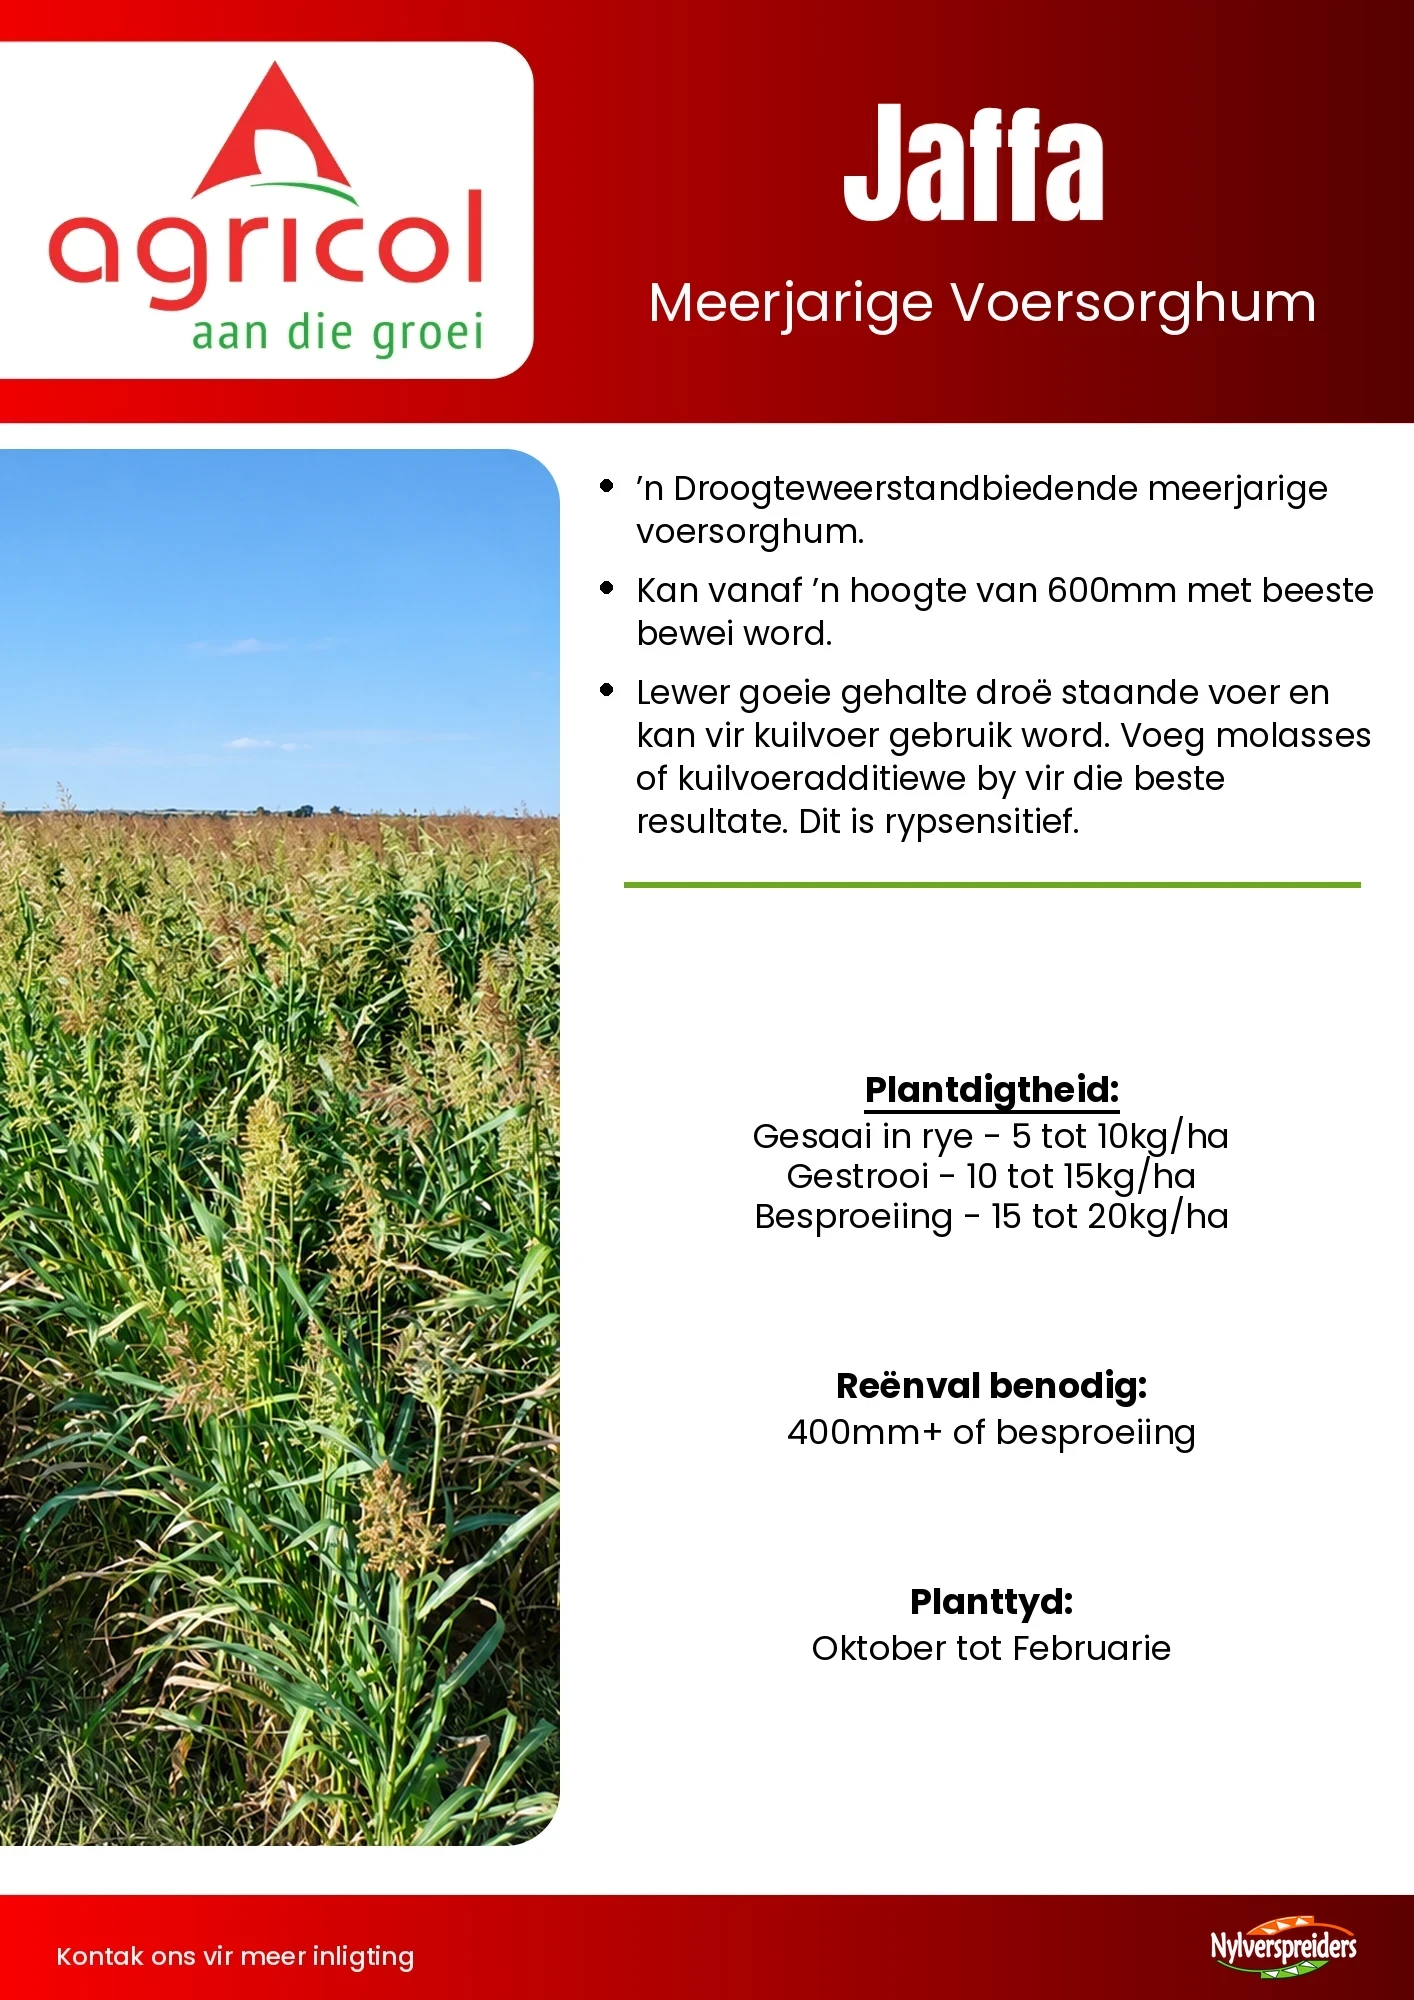 agricol
aan die groei
Jaffa
Meerjarige Voersorghum
• ’n Droogteweerstandbiedende meerjarige
voersorghum.
• Kan vanaf ’n hoogte van 600mm met beeste
bewei word.
• Lewer goeie gehalte droë staande voer en
kan vir kuilvoer gebruik word. Voeg molasses
of kuilvoeradditiewe by vir die beste
resultate. Dit is rypsensitief.
Plantdigtheid:
Gesaai in rye - 5 tot 10kg/ha
Gestrooi - 10 tot 15kg/ha
Besproeiing - 15 tot 20kg/ha
Reënval benodig:
400mm+ of besproeiing
Planttyd:
Oktober tot Februarie
Kontak ons vir meer inligting
Nylverspreiders